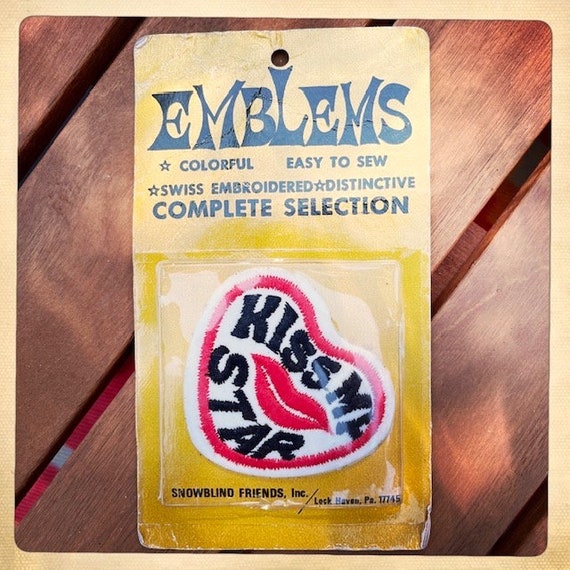 EMBLEMS
☆ COLORFUL EASY TO SEW
☆SWISS EMBROIDERED☆DISTINCTIVE
COMPLETE SELECTION
KISS MY
STAR
SNOWBLIND FRIENDS, Inc. / Lock Haven, Pa. 17745